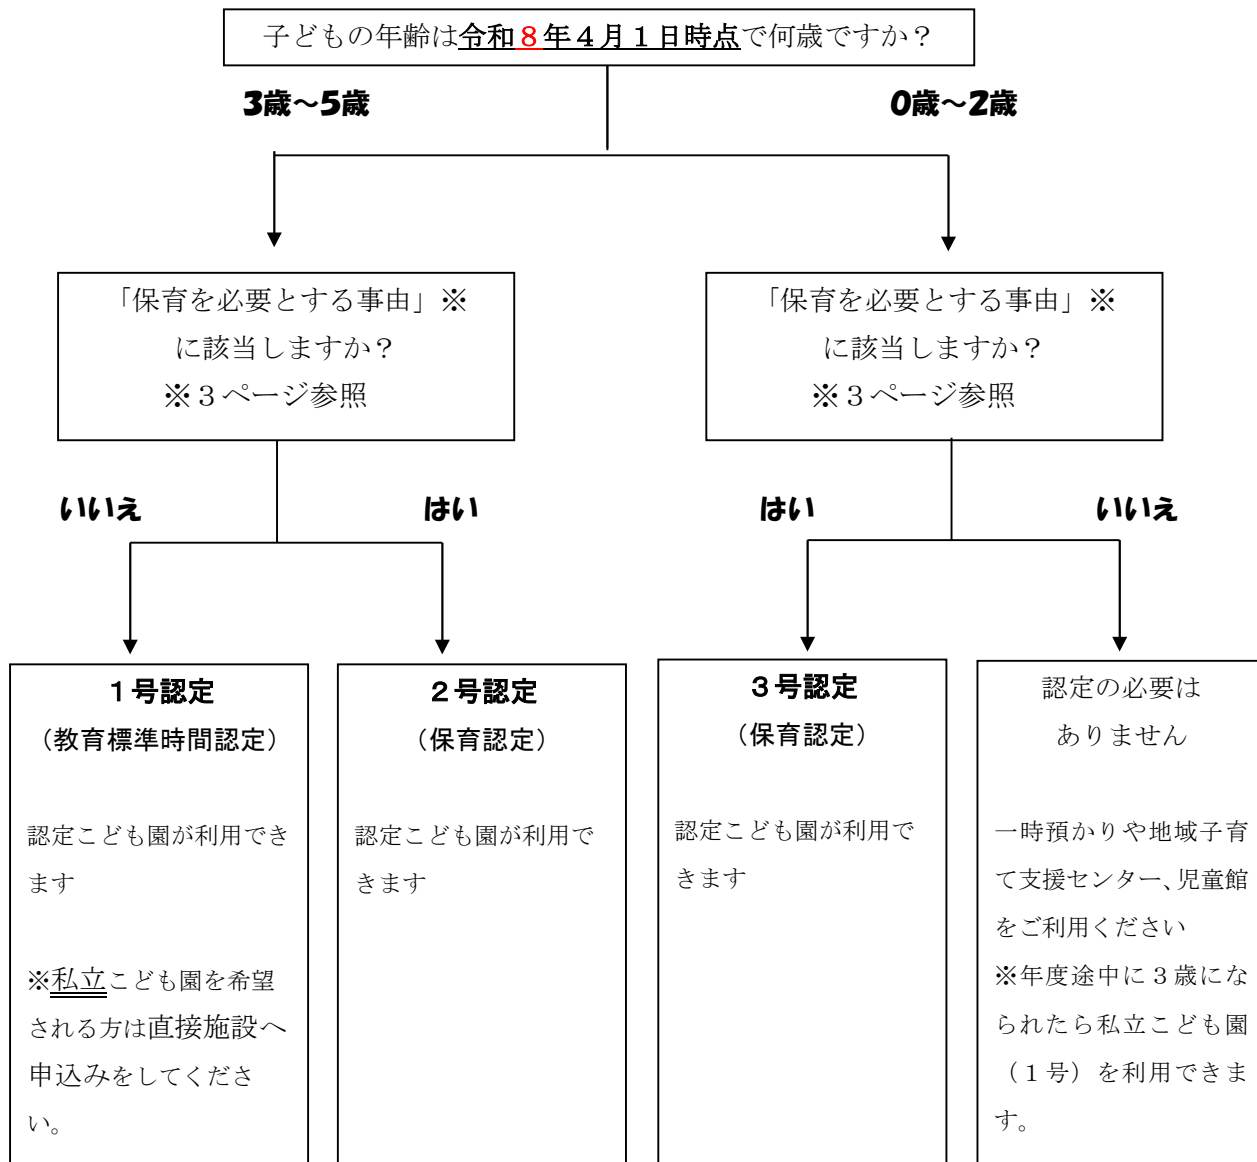 子どもの年齢は令和８年４月１日時点で何歳ですか？
3歳～5歳
0歳～2歳
「保育を必要とする事由」※
に該当しますか？
※３ページ参照
「保育を必要とする事由」※
に該当しますか？
※３ページ参照
いいえ
はい
はい
いいえ
１号認定
（教育標準時間認定）
認定こども園が利用でき
ます
※私立こども園を希望
される方は直接施設へ
申込みをしてくださ
い。
２号認定
（保育認定）
認定こども園が利用で
きます
３号認定
（保育認定）
認定こども園が利用で
きます
認定の必要は
ありません
一時預かりや地域子育
て支援センター、児童館
をご利用ください
※年度途中に３歳にな
られたら私立こども園
（１号）を利用できま
す。